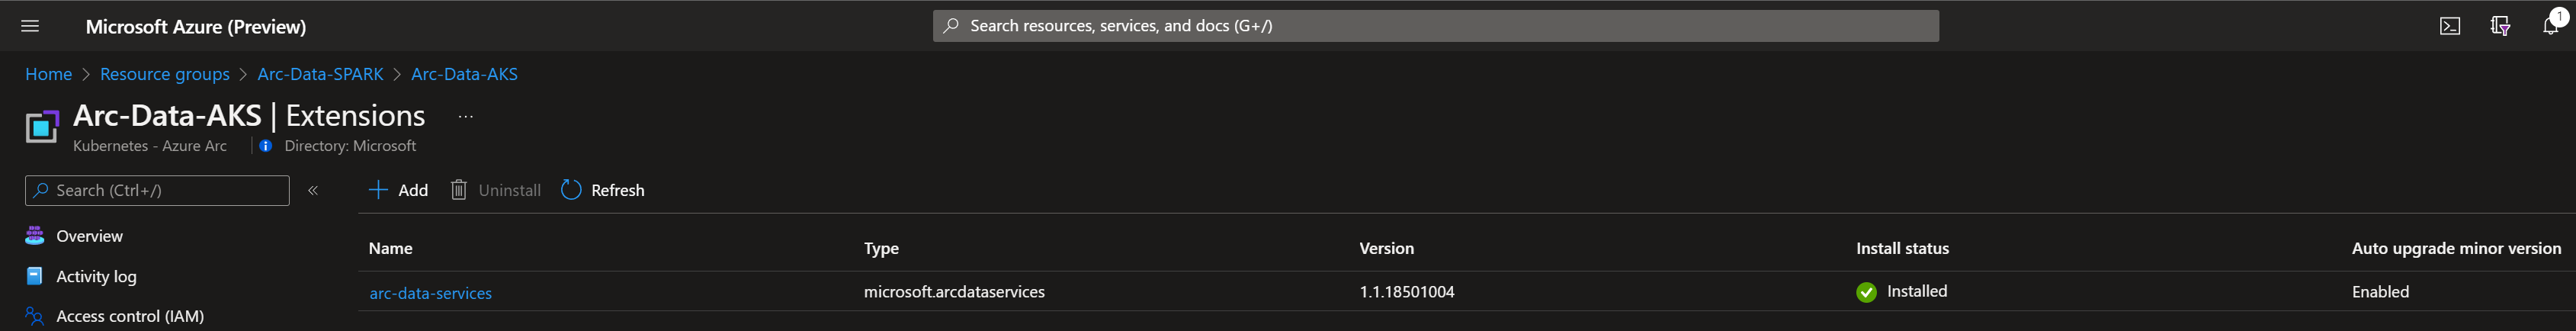 Microsoft Azure (Preview)
Search resources, services, and docs (G+/)
1
Home > Resource groups > Arc-Data-SPARK > Arc-Data-AKS
Arc-Data-AKS | Extensions ...
Kubernetes - Azure Arc
Directory: Microsoft
Search (Ctrl+/)
«
Add
Uninstall
Refresh
Overview
Activity log
Access control (IAM)
Name Type Version Install status Auto upgrade minor version
arc-data-services microsoft.arcdataservices 1.1.18501004 Installed Enabled